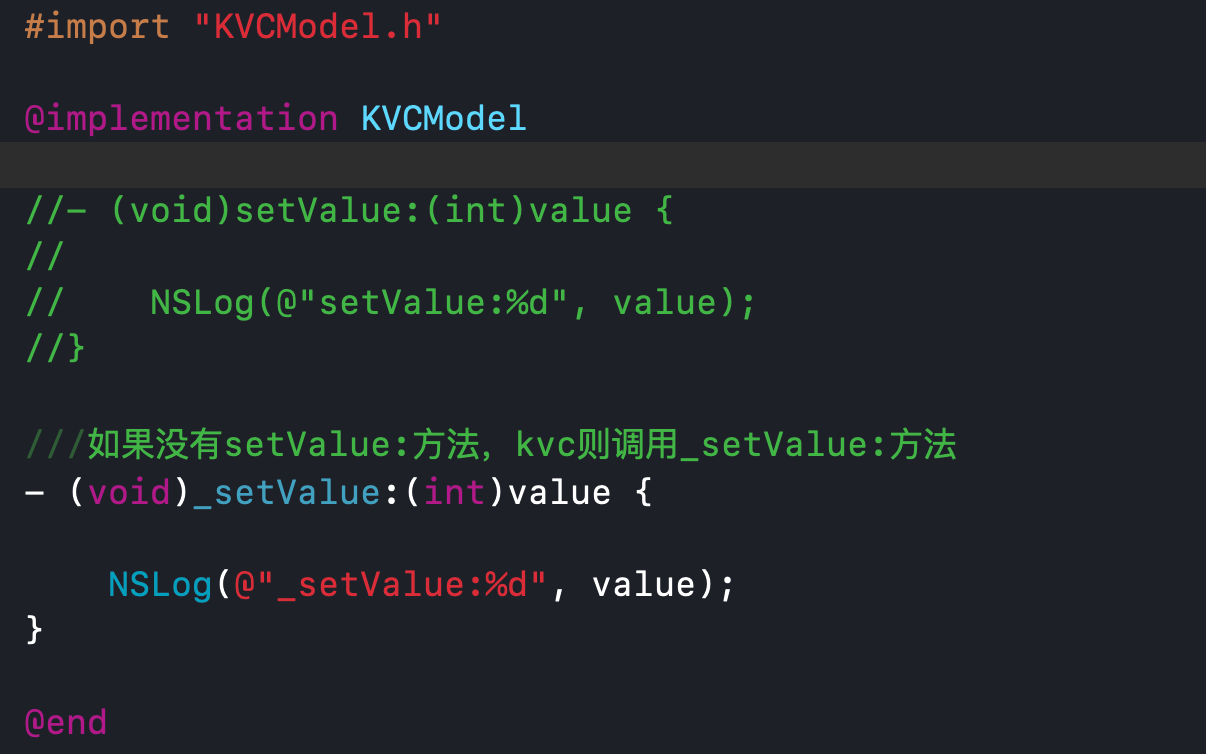 #import "KVCModel.h"
@implementation KVCModel
//- (void)setValue:(int)value {
//
//    NSLog(@"setValue:%d", value);
//}
///如果没有setValue:方法，kvc则调用_setValue:方法
- (void)_setValue:(int)value {
    NSLog(@"_setValue:%d", value);
}
@end